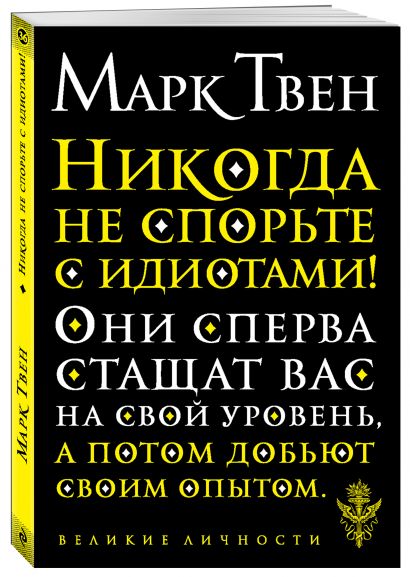 Марк Твен
Никогда
не спорьте
с идиотами!
Они сперва
стащат вас
на свой уровень,
а потом добьют
своим опытом.
великие личности
Марк Твен
Никогда не спорьте с идиотами!